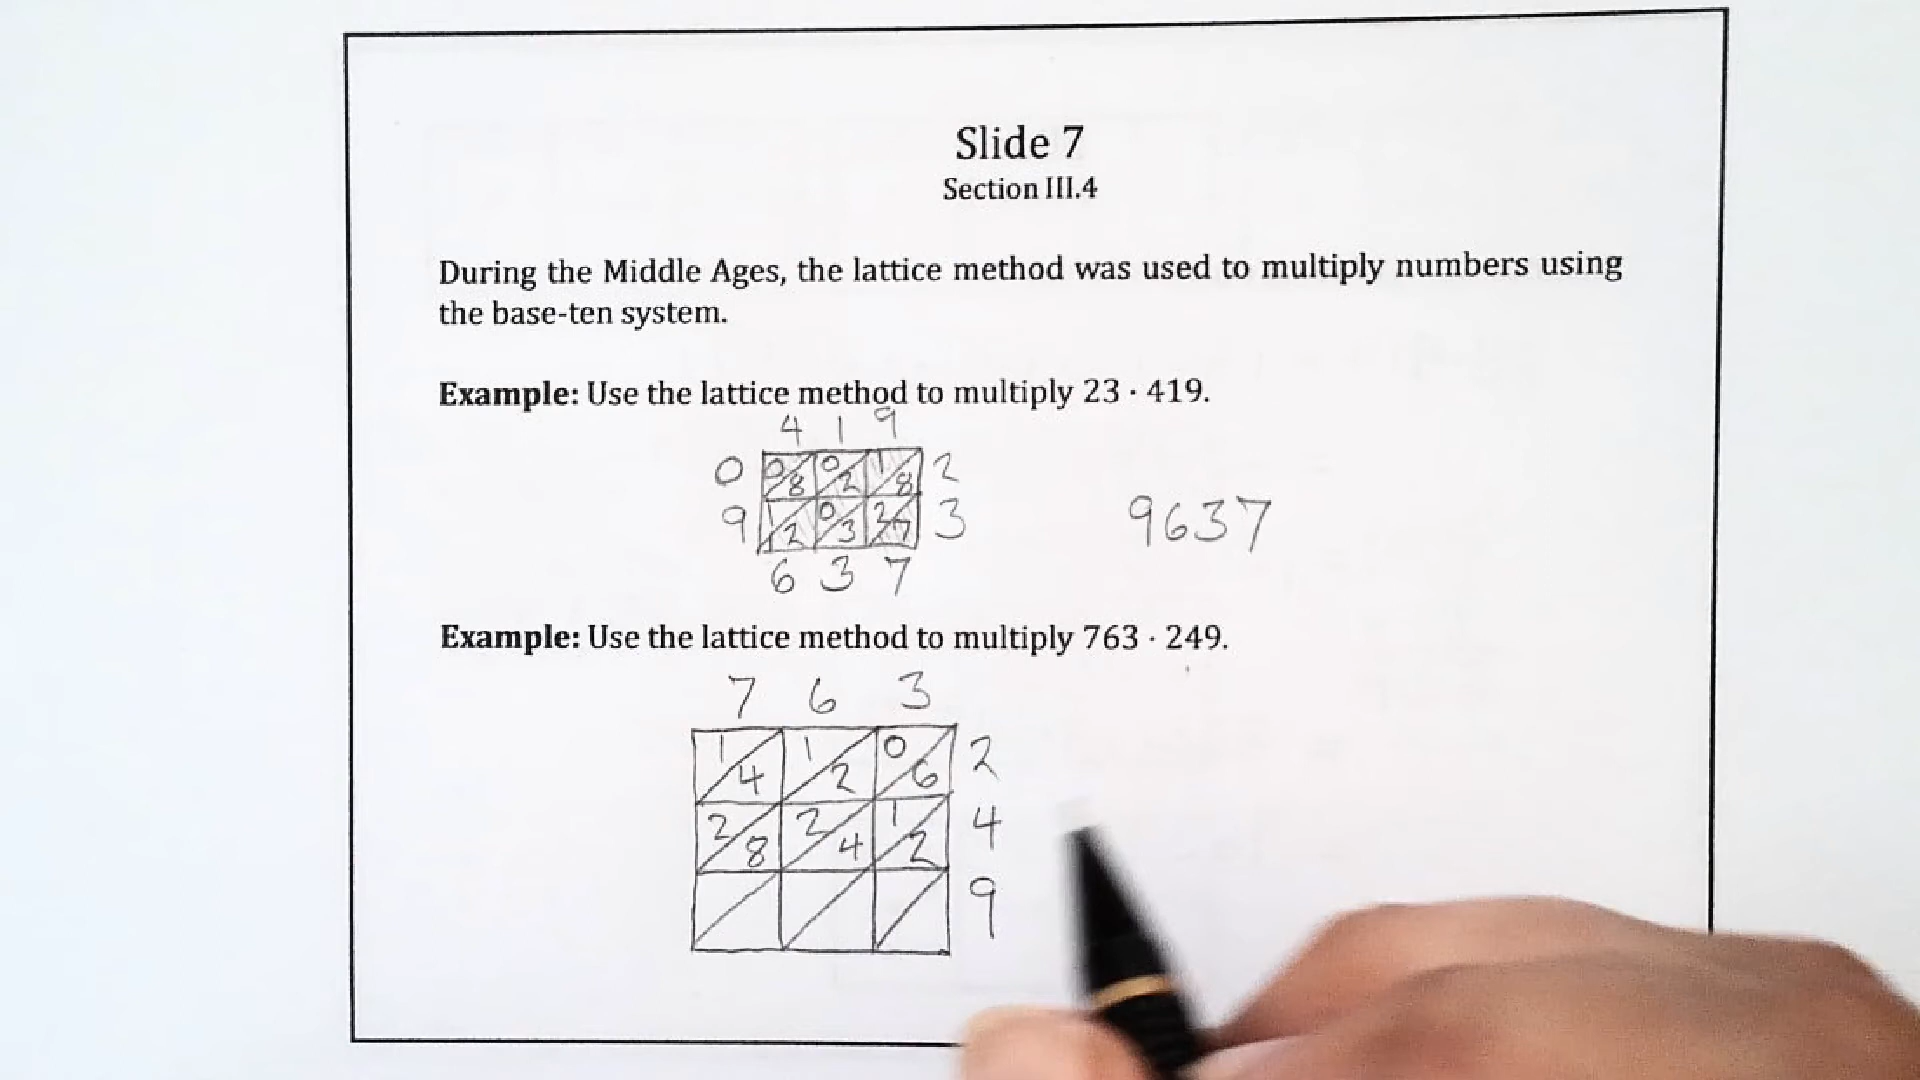 Slide 7
Section III.4
During the Middle Ages, the lattice method was used to multiply numbers using
the base-ten system.
Example: Use the lattice method to multiply 23 · 419.
4 1 9
0 0 8 0 2 1 8 2
9 1 2 0 3 2 7 3
6 3 7
9637
Example: Use the lattice method to multiply 763 · 249.
7 6 3
1 4 1 2 0 6 2
2 8 2 4 1 2 4
9